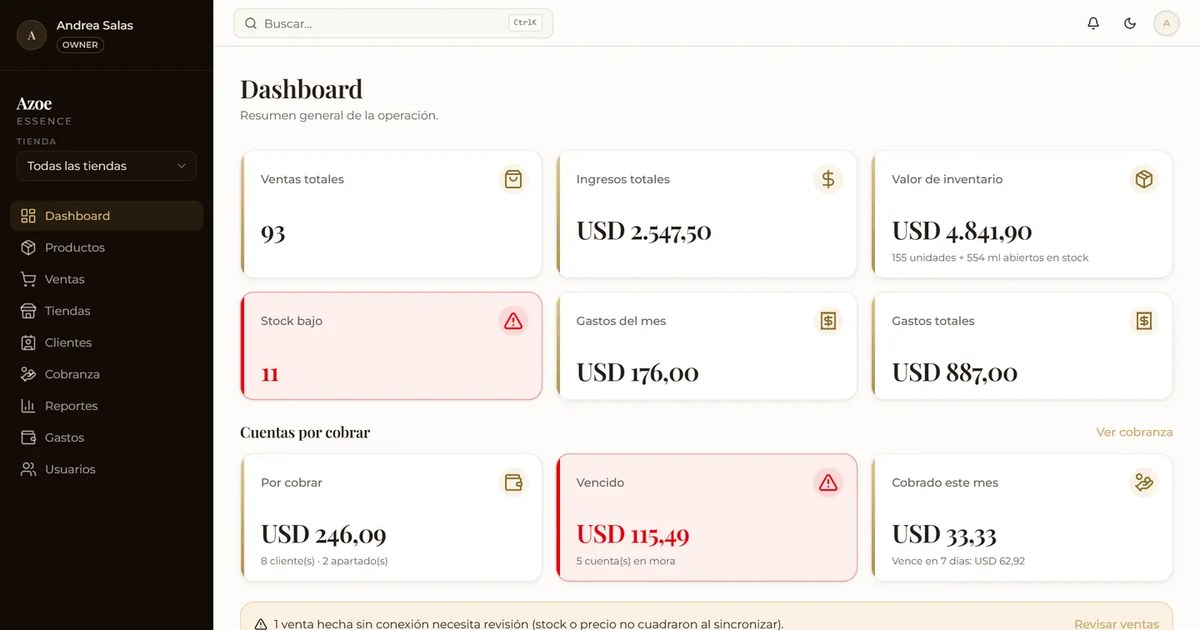 A
Andrea Salas
OWNER
Azoe
ESSENCE
TIENDA
Todas las tiendas
Dashboard
Productos
Ventas
Tiendas
Clientes
Cobranza
Reportes
Gastos
Usuarios
Buscar...
CtrlK
A
Dashboard
Resumen general de la operación.
Ventas totales
93
Ingresos totales
USD 2.547,50
Valor de inventario
USD 4.841,90
155 unidades + 554 ml abiertos en stock
Stock bajo
11
Gastos del mes
USD 176,00
Gastos totales
USD 887,00
Cuentas por cobrar
Ver cobranza
Por cobrar
USD 246,09
8 cliente(s) · 2 apartado(s)
Vencido
USD 115,49
5 cuenta(s) en mora
Cobrado este mes
USD 33,33
Vence en 7 días: USD 62,92
1 venta hecha sin conexión necesita revisión (stock o precio no cuadraron al sincronizar).
Revisar ventas